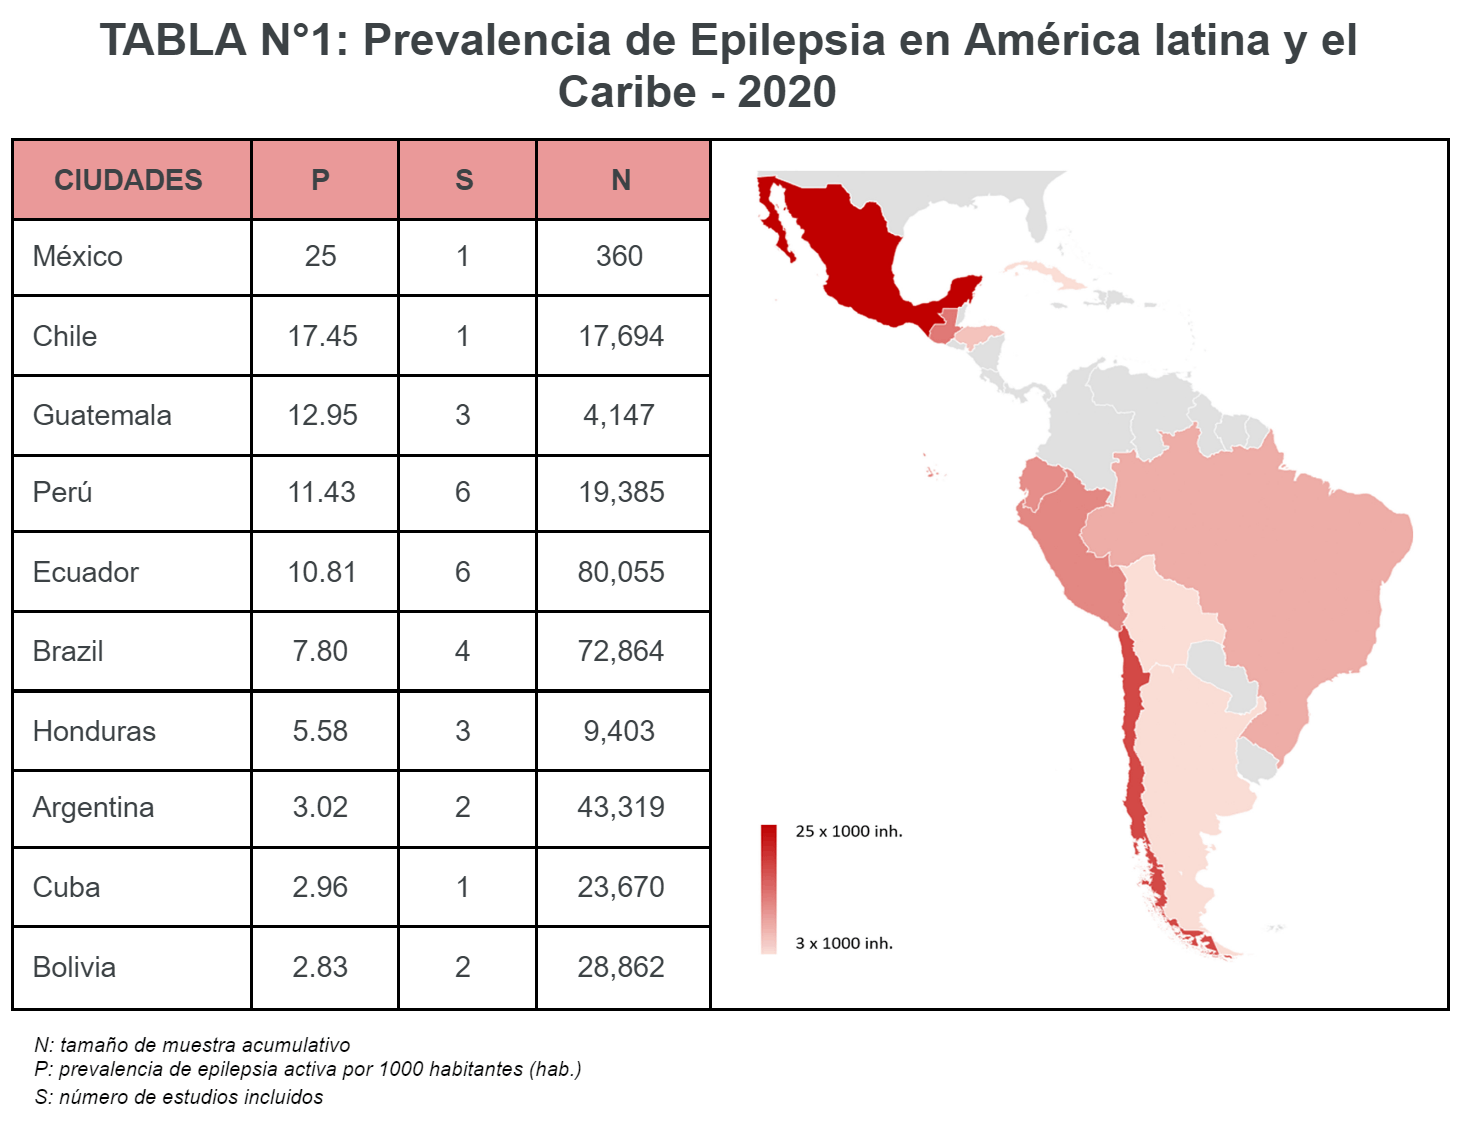 TABLA N°1: Prevalencia de Epilepsia en América latina y el
Caribe - 2020
CIUDADES P S N
México 25 1 360
Chile 17.45 1 17,694
Guatemala 12.95 3 4,147
Perú 11.43 6 19,385
Ecuador 10.81 6 80,055
Brazil 7.80 4 72,864
Honduras 5.58 3 9,403
Argentina 3.02 2 43,319
Cuba 2.96 1 23,670
Bolivia 2.83 2 28,862
25 x 1000 inh.
3 x 1000 inh.
N: tamaño de muestra acumulativo
P: prevalencia de epilepsia activa por 1000 habitantes (hab.)
S: número de estudios incluidos